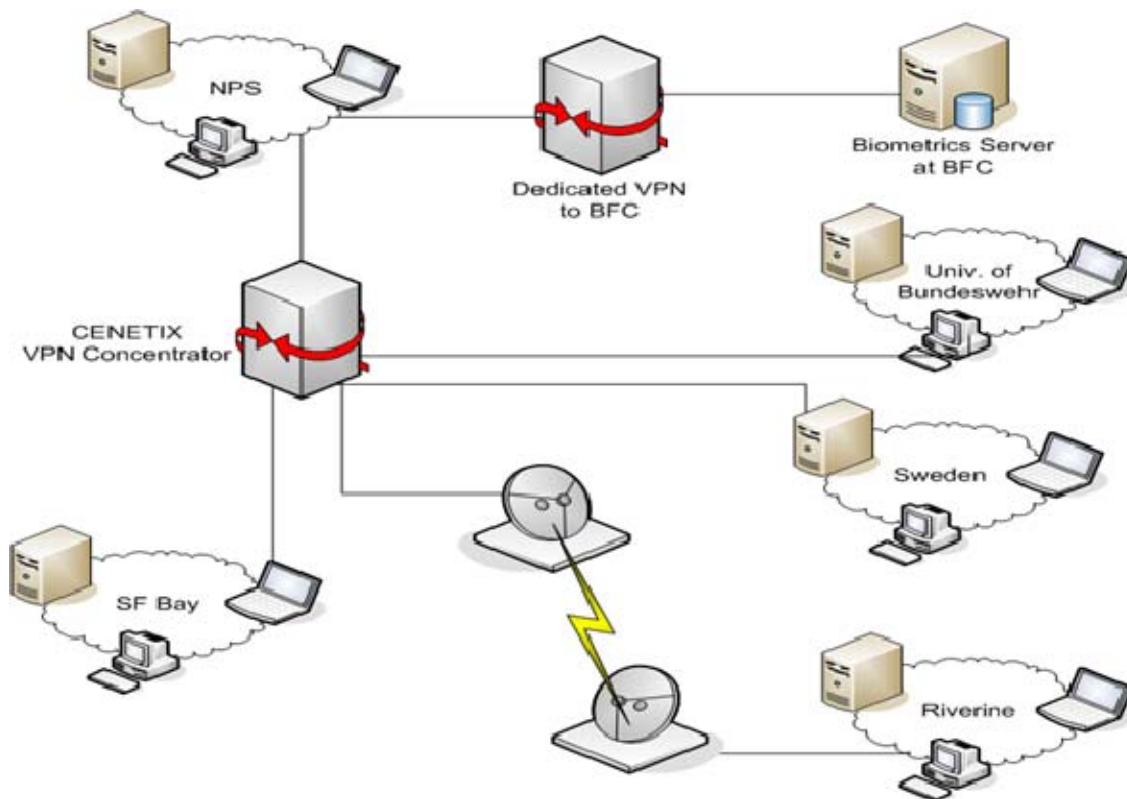 NPS
Dedicated VPN
to BFC
Biometrics Server
at BFC
Univ. of
Bundeswehr
CENETIX
VPN Concentrator
Sweden
SF Bay
Riverine